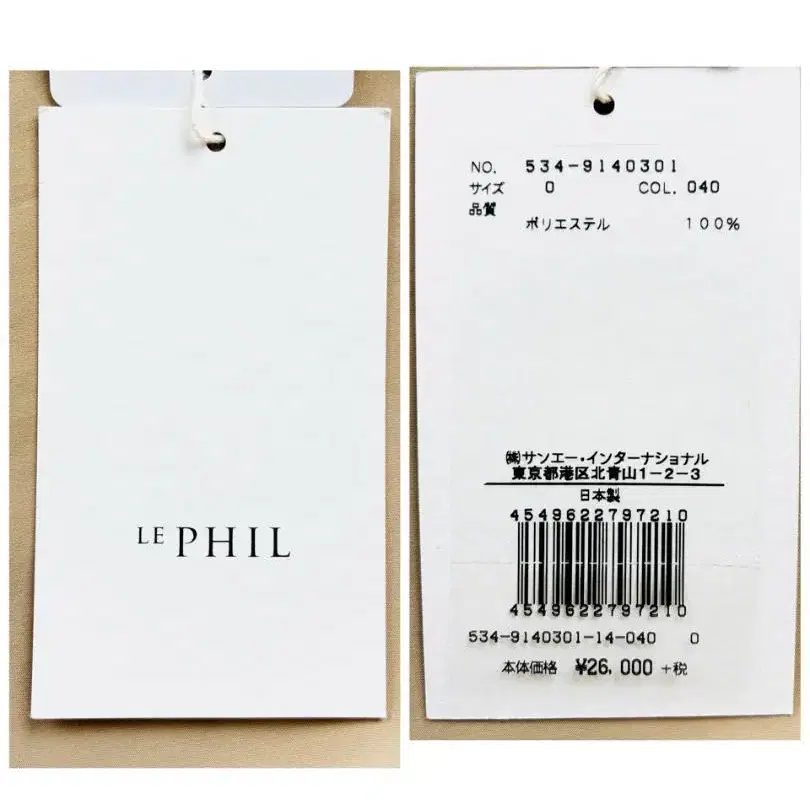 LE PHIL
NO. 534-9140301
サイズ 0 COL. 040
品質
ポリエステル 100%
㈱サンエー・インターナショナル
東京都港区北青山1-2-3
日本製
4549622797210
4549622797210
534-9140301-14-040 0
本体価格 ¥26,000 +税